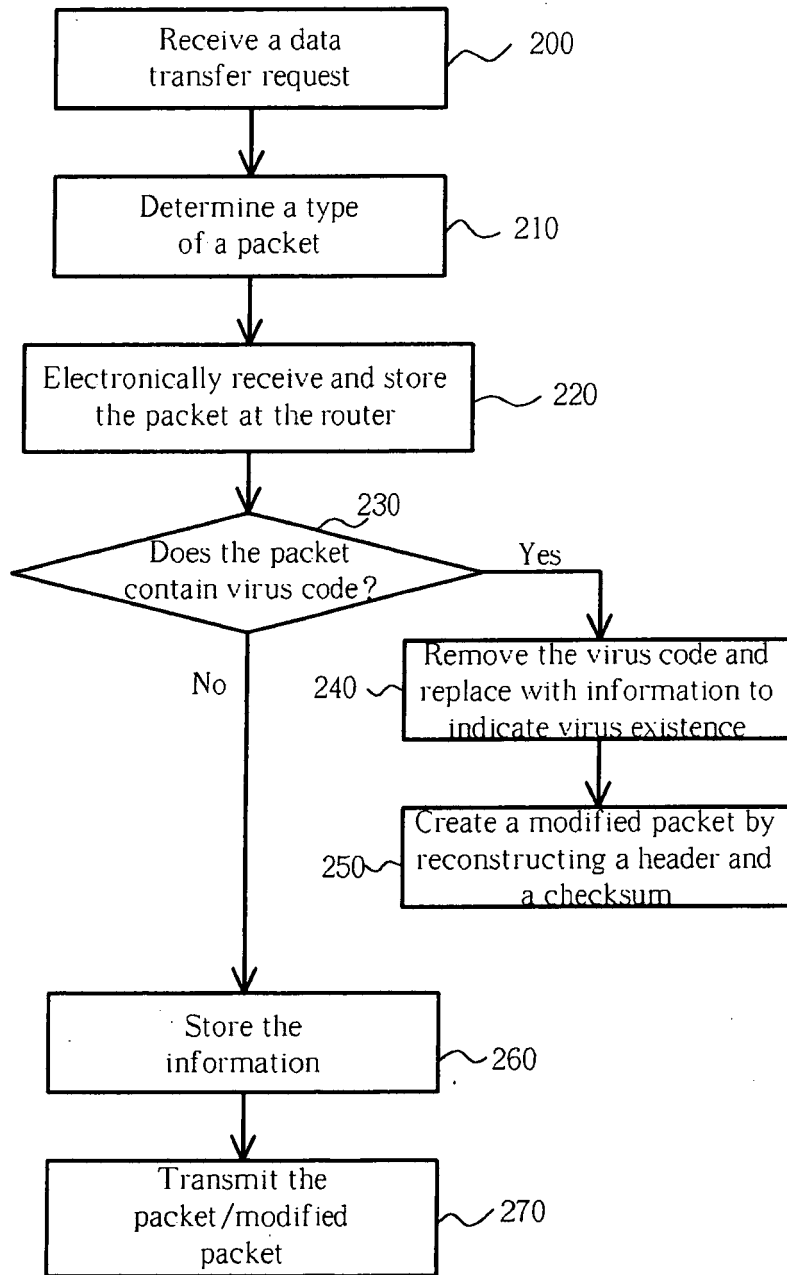 Receive a data
transfer request
200
Determine a type
of a packet
210
Electronically receive and store
the packet at the router
220
230
Does the packet
contain virus code?
Yes
No
Remove the virus code and
replace with information to
indicate virus existence
240
Create a modified packet by
reconstructing a header and
a checksum
250
Store the
information
260
Transmit the
packet/modified
packet
270